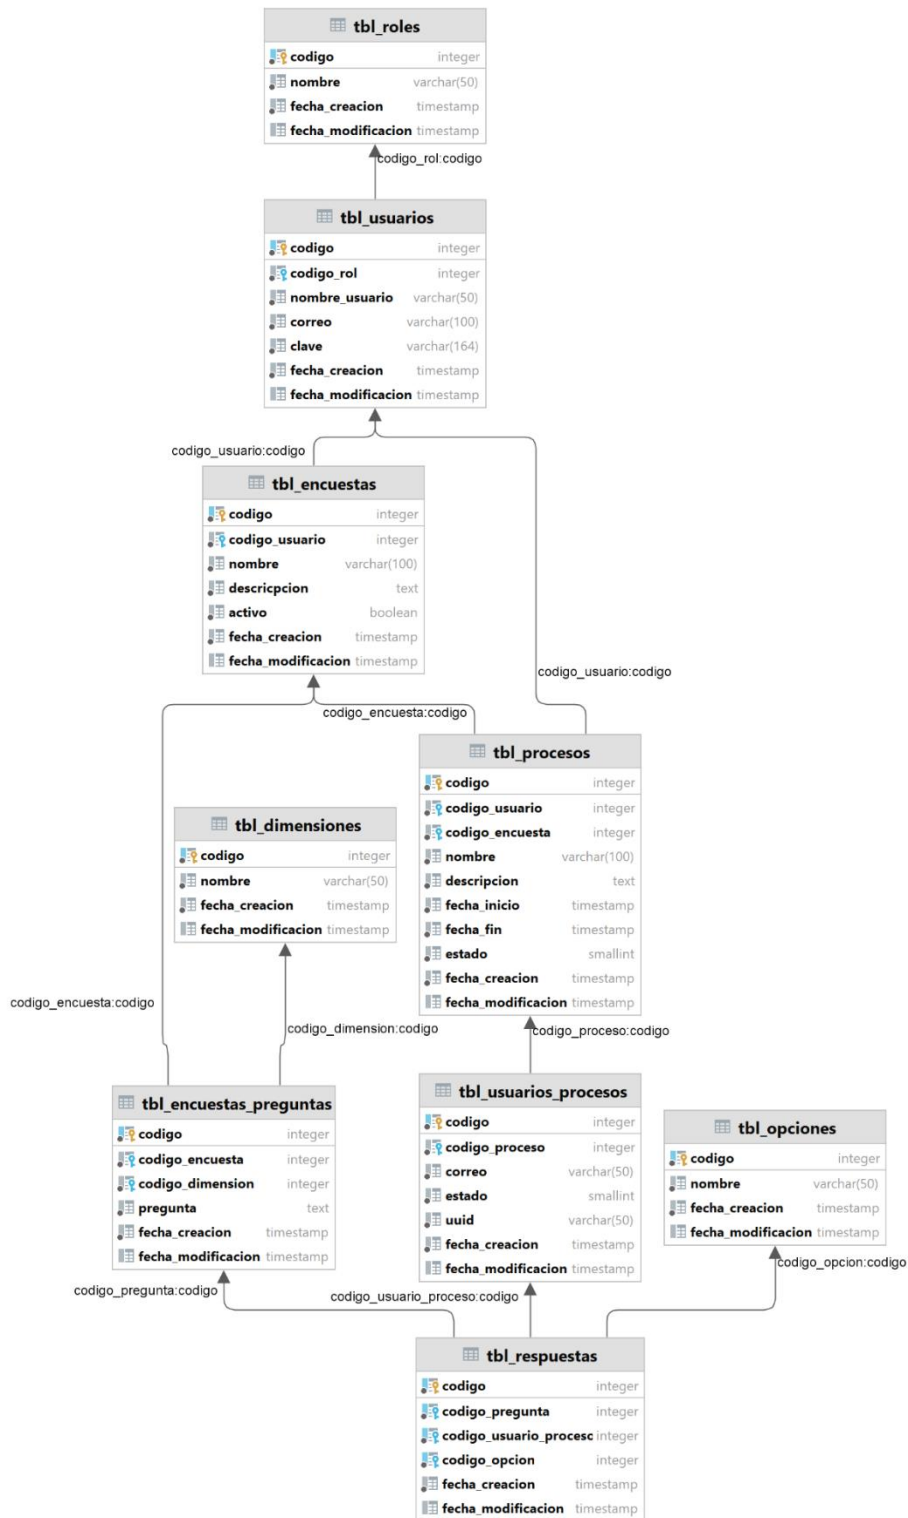 tbl_roles
codigo integer
nombre varchar(50)
fecha_creacion timestamp
fecha_modificacion timestamp
codigo_rol:codigo
tbl_usuarios
codigo integer
codigo_rol integer
nombre_usuario varchar(50)
correo varchar(100)
clave varchar(164)
fecha_creacion timestamp
fecha_modificacion timestamp
codigo_usuario:codigo
tbl_encuestas
codigo integer
codigo_usuario integer
nombre varchar(100)
descricpcion text
activo boolean
fecha_creacion timestamp
fecha_modificacion timestamp
codigo_usuario:codigo
codigo_encuesta:codigo
tbl_procesos
codigo integer
codigo_usuario integer
codigo_encuesta integer
nombre varchar(100)
descripcion text
fecha_inicio timestamp
fecha_fin timestamp
estado smallint
fecha_creacion timestamp
fecha_modificacion timestamp
tbl_dimensiones
codigo integer
nombre varchar(50)
fecha_creacion timestamp
fecha_modificacion timestamp
codigo_encuesta:codigo
codigo_dimension:codigo
codigo_proceso:codigo
tbl_encuestas_preguntas
codigo integer
codigo_encuesta integer
codigo_dimension integer
pregunta text
fecha_creacion timestamp
fecha_modificacion timestamp
tbl_usuarios_procesos
codigo integer
codigo_proceso integer
correo varchar(50)
estado smallint
uuid varchar(50)
fecha_creacion timestamp
fecha_modificacion timestamp
tbl_opciones
codigo integer
nombre varchar(50)
fecha_creacion timestamp
fecha_modificacion timestamp
codigo_pregunta:codigo
codigo_usuario_proceso:codigo
codigo_opcion:codigo
tbl_respuestas
codigo integer
codigo_pregunta integer
codigo_usuario_proceso integer
codigo_opcion integer
fecha_creacion timestamp
fecha_modificacion timestamp